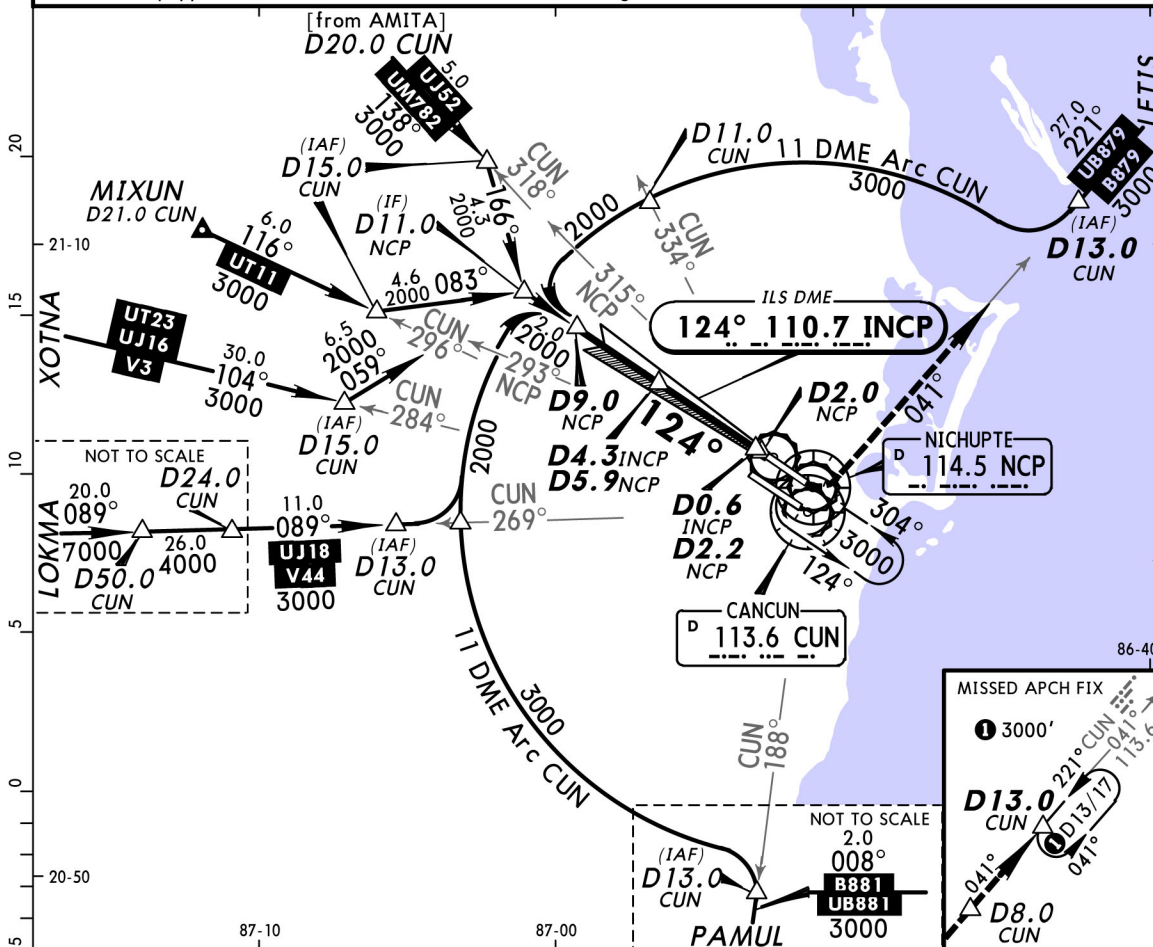 [from AMITA]
D20.0 CUN
5.0
UJ52
UM782
138°
3000
(IAF)
D15.0
CUN
MIXUN
D21.0 CUN
6.0
116°
UT11
3000
(IF)
D11.0
NCP
166°
4.3
2000
CUN
318°
D11.0
CUN
11 DME Arc CUN
3000
27.0
221°
UB879
B879
3000
LETIS
(IAF)
D13.0
CUN
2000
CUN
334°
315°
NCP
4.6
2000
083°
CUN
296°
293°
NCP
2.0
2000
ILS DME
124° 110.7 INCP
XOTNA
UT23
UJ16
V3
30.0
104°
3000
6.5
2000
059°
CUN
284°
(IAF)
D15.0
CUN
D9.0
NCP
124°
D4.3 INCP
D5.9 NCP
D2.0
NCP
041°
NICHUPTE
D 114.5 NCP
D0.6
INCP
D2.2
NCP
304°
3000
124°
NOT TO SCALE
D24.0
CUN
LOKMA
20.0
089°
7000
D50.0
CUN
26.0
4000
11.0
089°
UJ18
V44
3000
(IAF)
D13.0
CUN
2000
CUN
269°
CANCUN
D 113.6 CUN
11 DME Arc CUN
3000
CUN
188°
NOT TO SCALE
2.0
008°
B881
UB881
3000
(IAF)
D13.0
CUN
PAMUL
MISSED APCH FIX
1 3000'
D13.0
CUN
221°
CUN
041°
113.6
D13/17
1
041°
041°
D8.0
CUN
20
21-10
15
10
5
0
20-50
5
87-10
87-00
86-40